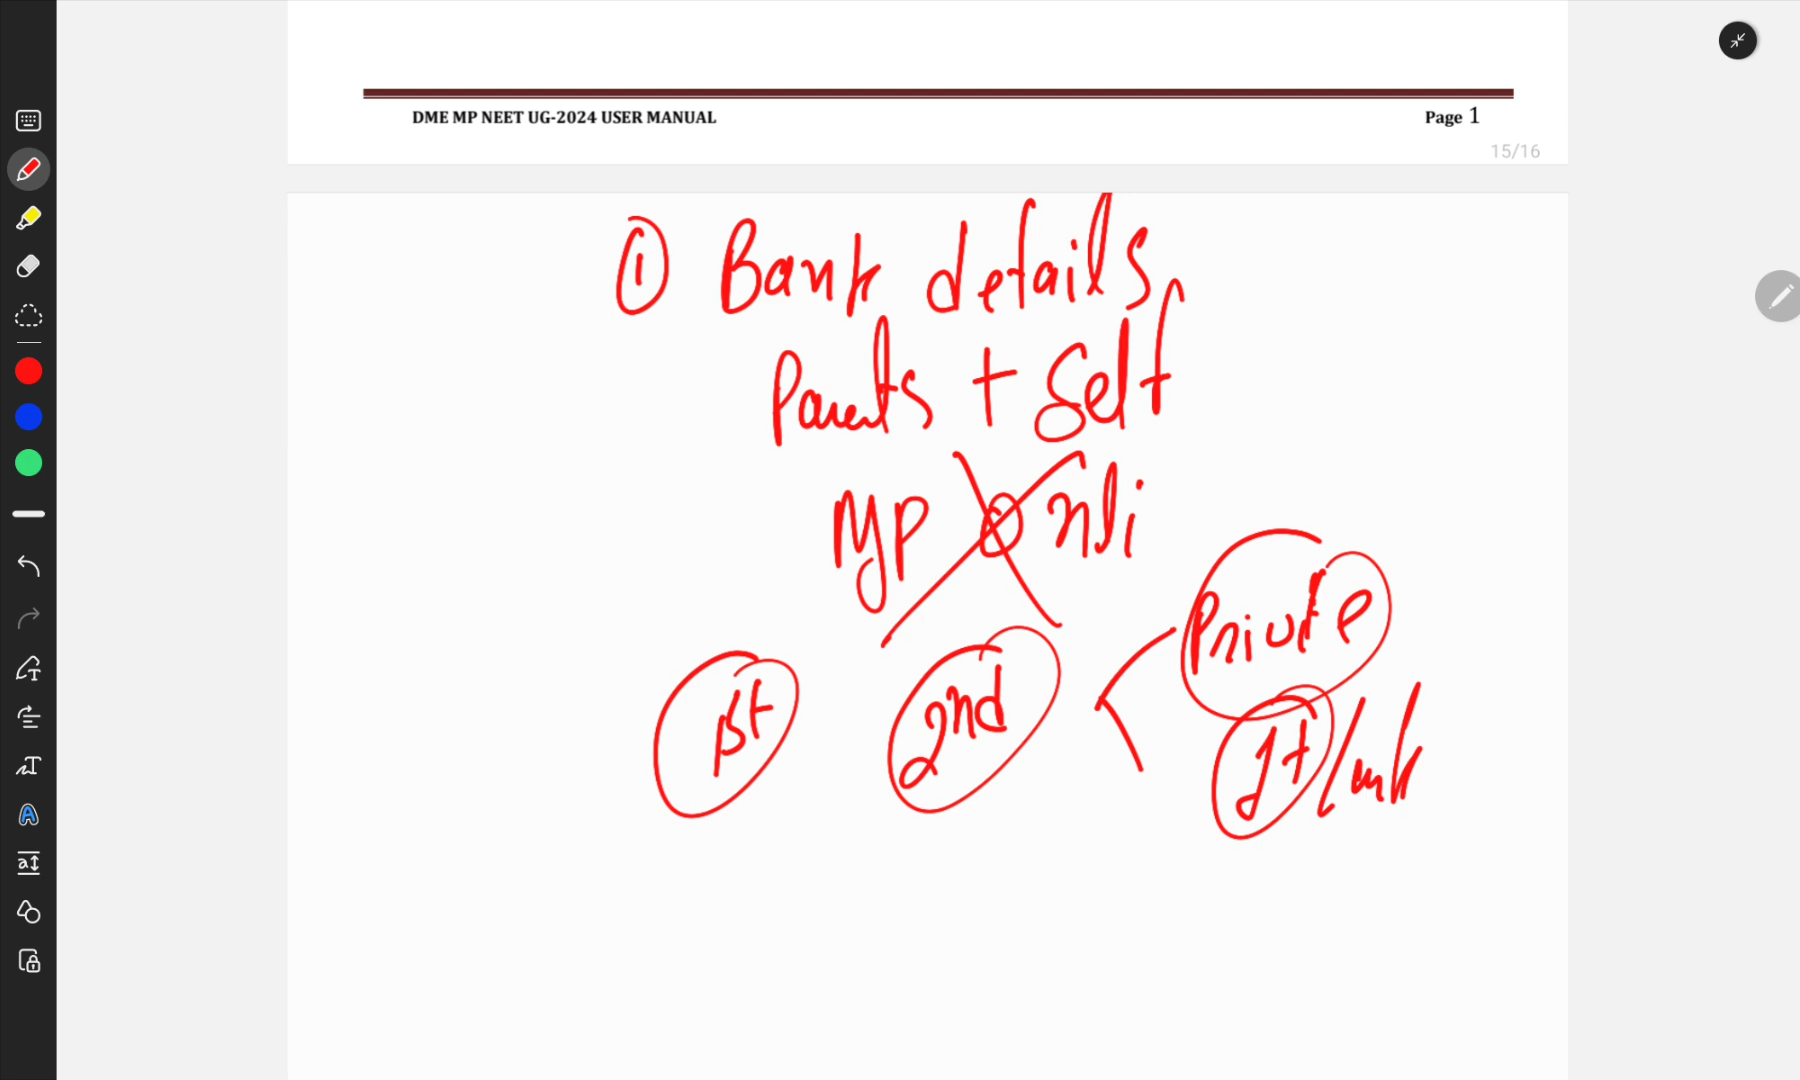 DME MP NEET UG-2024 USER MANUAL Page 1
15/16
① Bank details
Parents + Self
MP Onli
1st 2nd Private